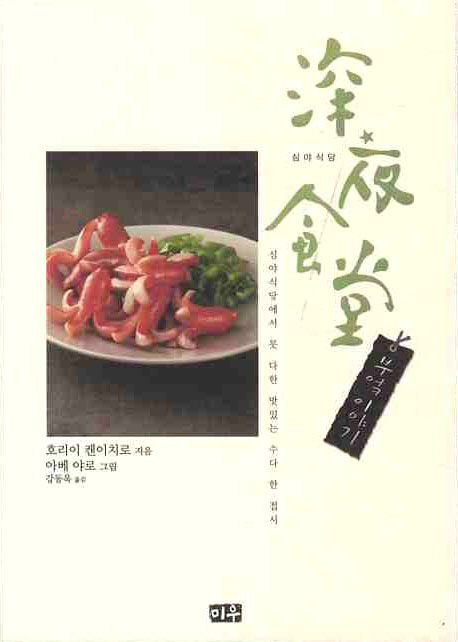 深夜食堂
심야식당
부엌 이야기
심야식당에서 못 다한 맛있는 수다 한 접시
호리이 켄이치로 지음
아베 야로 그림
강동욱 옮김
미우